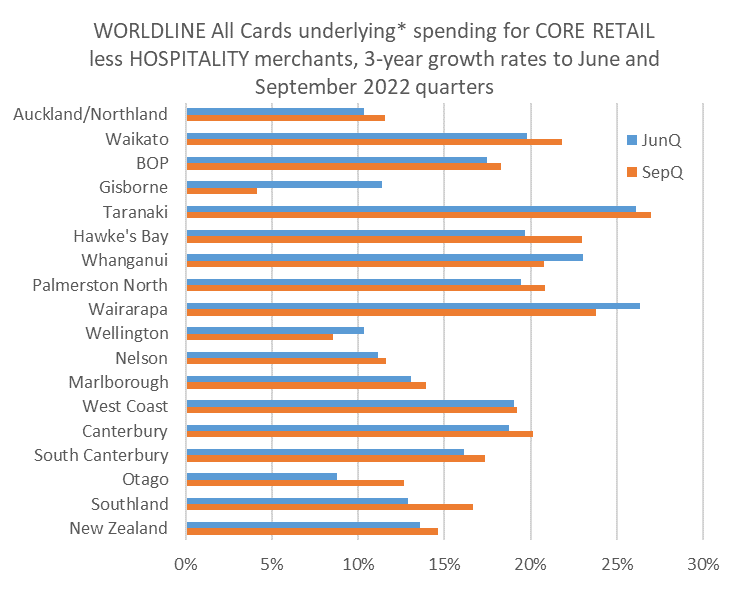 WORLDLINE All Cards underlying* spending for CORE RETAIL
less HOSPITALITY merchants, 3-year growth rates to June and
September 2022 quarters
Auckland/Northland
Waikato
BOP
Gisborne
Taranaki
Hawke's Bay
Whanganui
Palmerston North
Wairarapa
Wellington
Nelson
Marlborough
West Coast
Canterbury
South Canterbury
Otago
Southland
New Zealand
JunQ
SepQ
0% 5% 10% 15% 20% 25% 30%